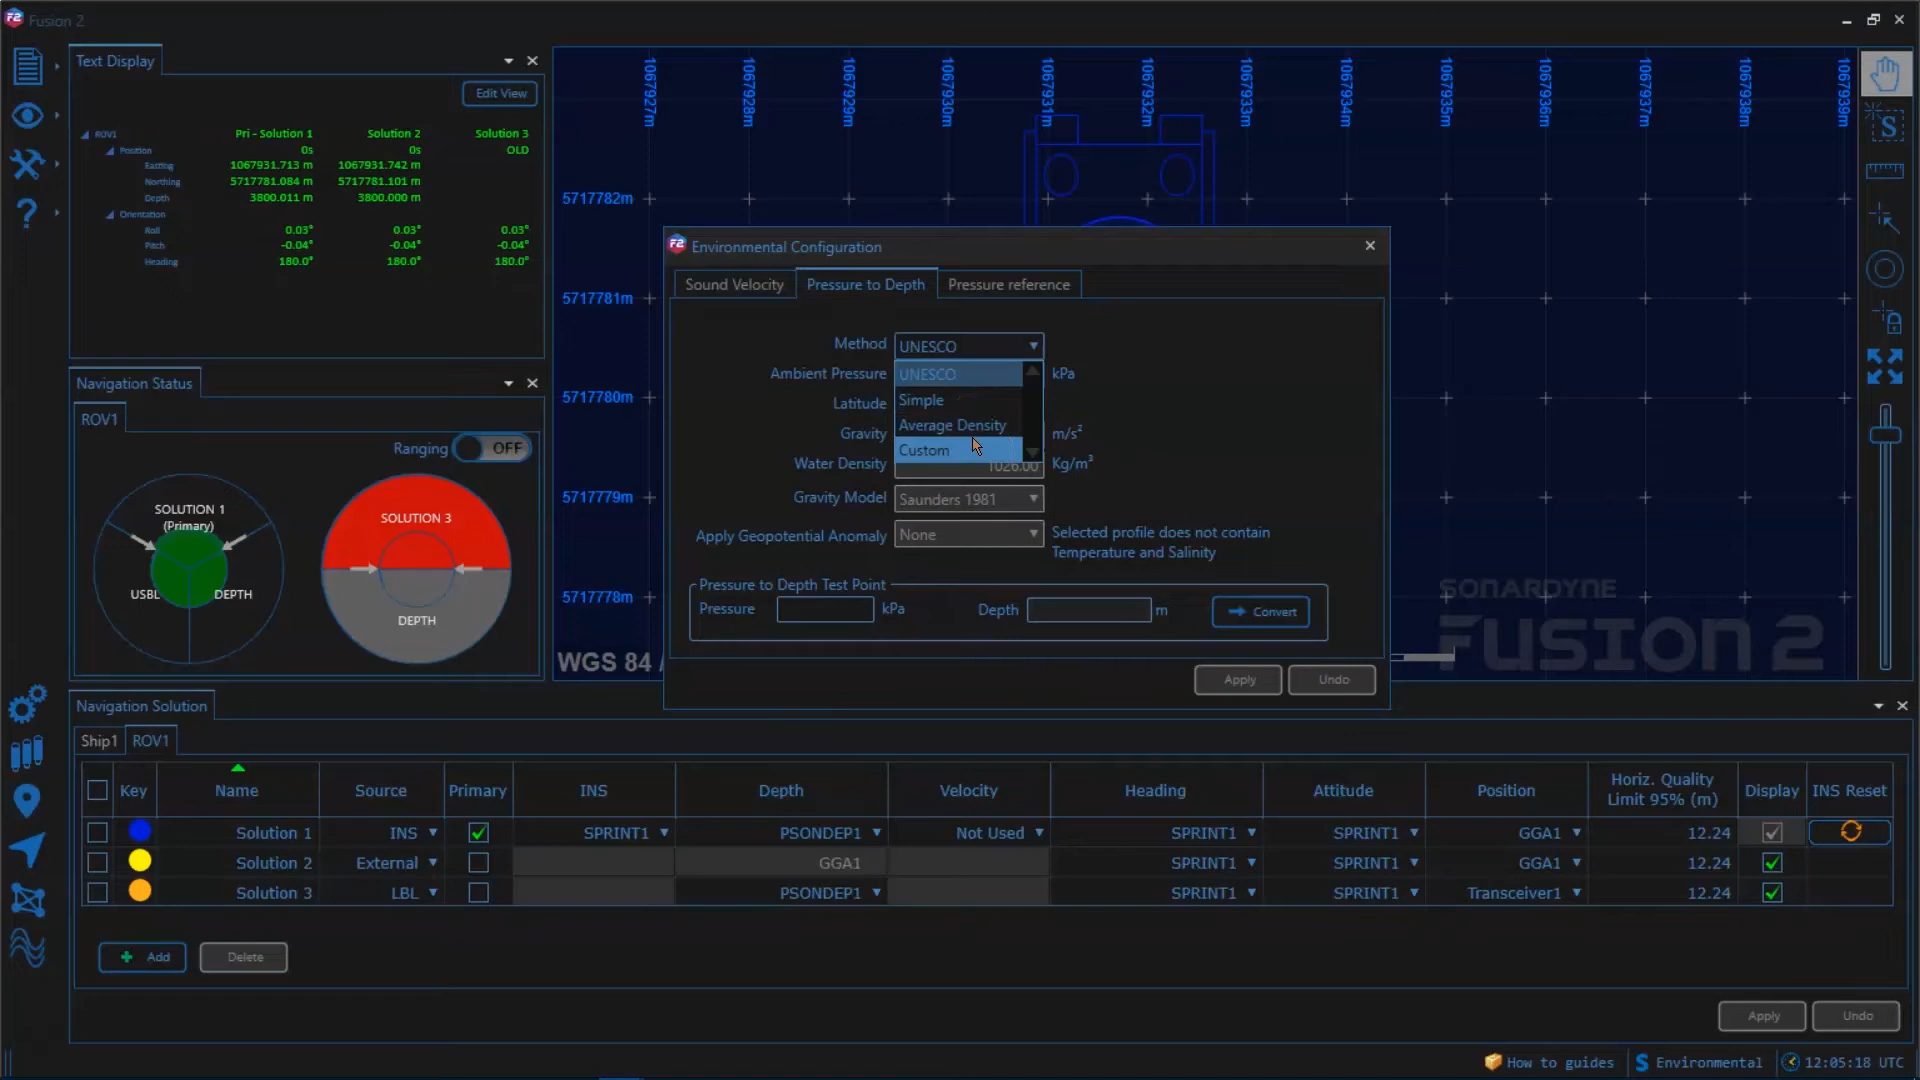 Fusion 2
Text Display
Edit View
ROV1 Pri - Solution 1 Solution 2 Solution 3
Position 0s 0s OLD
Easting 1067931.713 m 1067931.742 m
Northing 5717781.084 m 5717781.101 m
Depth 3800.011 m 3800.000 m
Orientation
Roll 0.03° 0.03° 0.03°
Pitch -0.04° -0.04° -0.04°
Heading 180.0° 180.0° 180.0°
1067927m 1067928m 1067929m 1067930m 1067931m 1067932m 1067933m 1067934m 1067935m 1067936m 1067937m 1067938m 1067939m
5717782m
5717781m
5717780m
5717779m
5717778m
WGS 84 /
SONARDYNE
FUSION 2
S
Navigation Status
ROV1
Ranging OFF
SOLUTION 1
(Primary)
USBL DEPTH
SOLUTION 3
DEPTH
F2 Environmental Configuration
Sound Velocity Pressure to Depth Pressure reference
Method UNESCO
Ambient Pressure kPa
UNESCO
Simple
Average Density
Custom
Latitude
Gravity m/s²
Water Density 1026.00 Kg/m³
Gravity Model Saunders 1981
Apply Geopotential Anomaly None Selected profile does not contain
Temperature and Salinity
Pressure to Depth Test Point
Pressure kPa Depth m Convert
Apply Undo
Navigation Solution
Ship1 ROV1
Key Name Source Primary INS Depth Velocity Heading Attitude Position Horiz. Quality Limit 95% (m) Display INS Reset
Solution 1 INS SPRINT1 PSONDEP1 Not Used SPRINT1 SPRINT1 GGA1 12.24
Solution 2 External GGA1 SPRINT1 SPRINT1 GGA1 12.24
Solution 3 LBL PSONDEP1 SPRINT1 SPRINT1 Transceiver1 12.24
Add Delete
Apply Undo
How to guides S Environmental 12:05:18 UTC